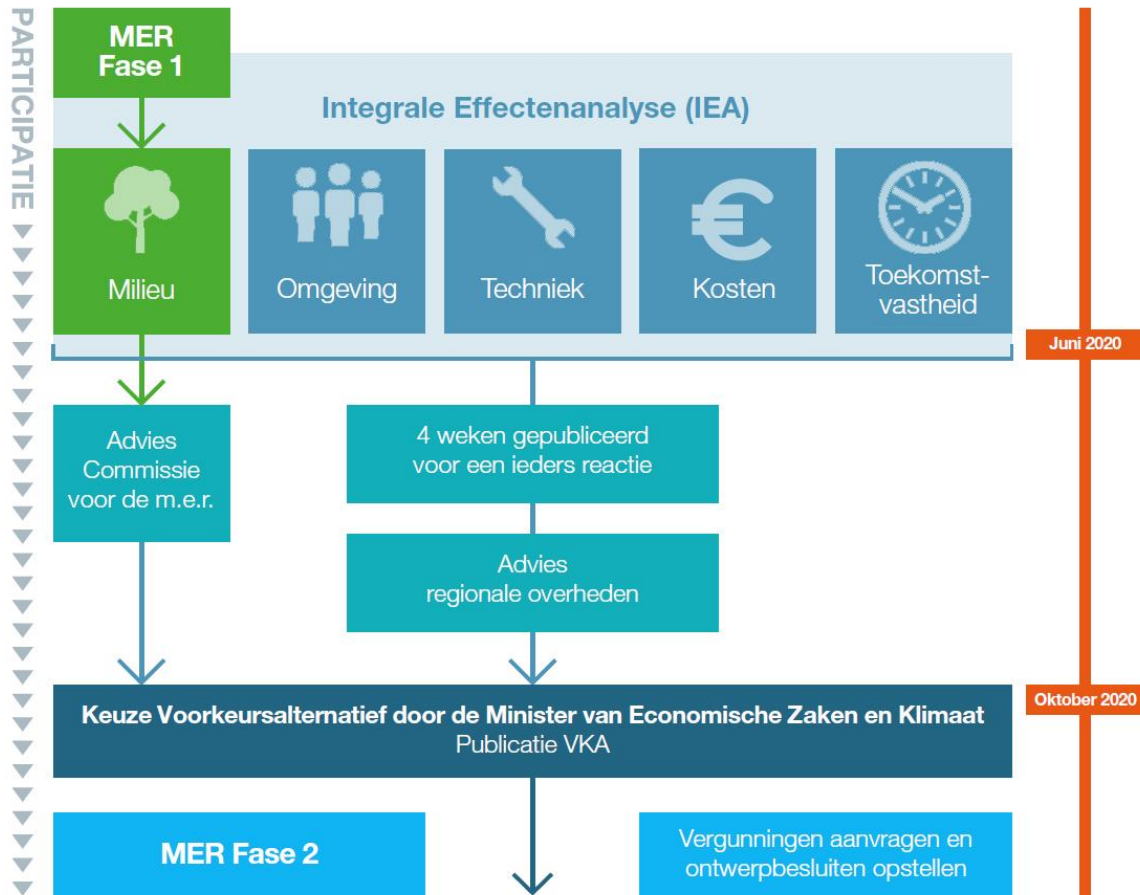 PARTICIPATIE
MER
Fase 1
Integrale Effectenanalyse (IEA)
Milieu
Omgeving
Techniek
Kosten
Toekomst-
vastheid
Juni 2020
Advies
Commissie
voor de m.e.r.
4 weken gepubliceerd
voor een ieders reactie
Advies
regionale overheden
Keuze Voorkeursalternatief door de Minister van Economische Zaken en Klimaat
Publicatie VKA
Oktober 2020
MER Fase 2
Vergunningen aanvragen en
ontwerpbesluiten opstellen